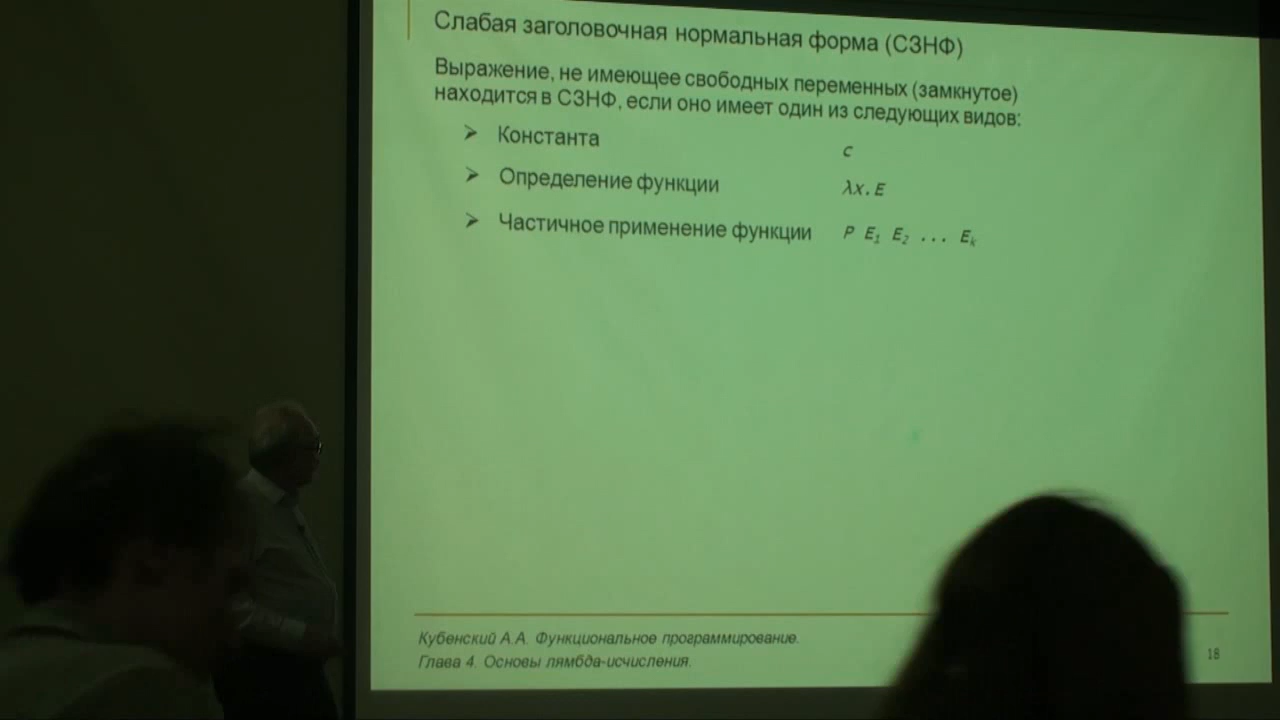 Слабая заголовочная нормальная форма (СЗНФ)
Выражение, не имеющее свободных переменных (замкнутое)
находится в СЗНФ, если оно имеет один из следующих видов:
➢ Константа c
➢ Определение функции λx.E
➢ Частичное применение функции P E₁ E₂ ... Eₖ
Кубенский А.А. Функциональное программирование.
Глава 4. Основы лямбда-исчисления.
18